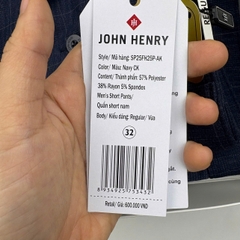 JOHN HENRY
Style/ Mã hàng: SP25FH25P-AK
Color/ Màu: Navy CK
Content/ Thành phần: 57% Polyester
38% Rayon 5% Spandex
Men's Short Pants/
Quần short nam
Body/ Kiểu dáng: Regular/ Vừa
32
8934925753432
Retail/ Giá: 600.000 VND